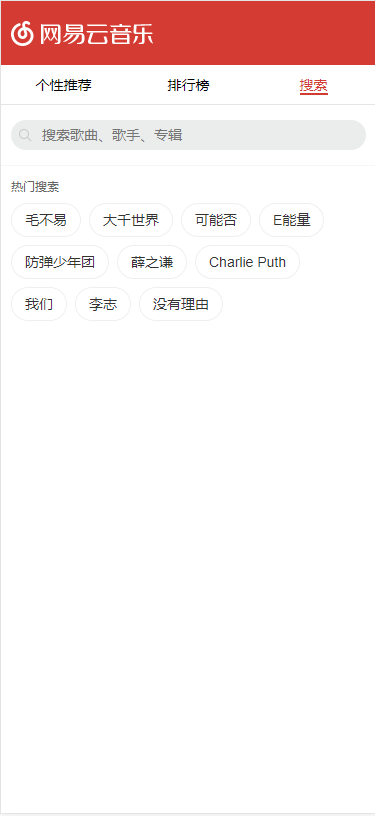 网易云音乐
个性推荐 排行榜 搜索
搜索歌曲、歌手、专辑
热门搜索
毛不易 大千世界 可能否 E能量
防弹少年团 薛之谦 Charlie Puth
我们 李志 没有理由